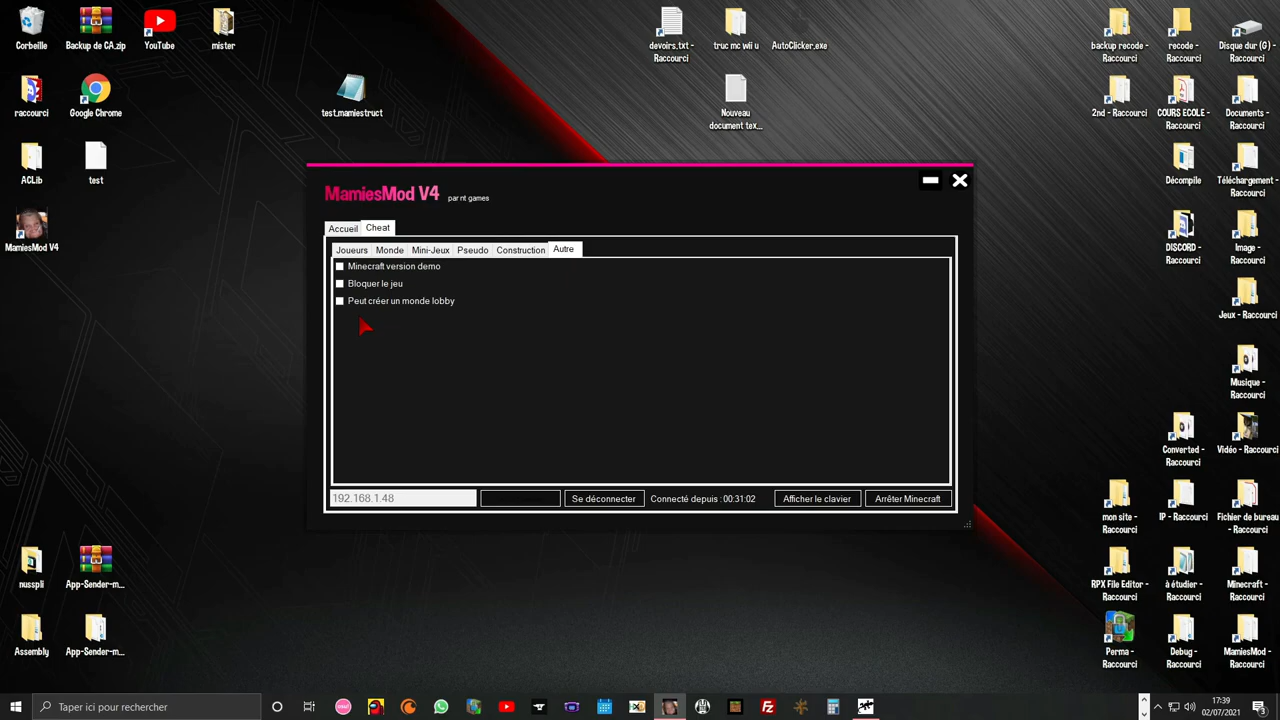 Corbeille
Backup de CA.zip
YouTube
mister
devoirs.txt -
Raccourci
truc mc wii u
AutoClicker.exe
backup recode -
Raccourci
recode -
Raccourci
Disque dur (G) -
Raccourci
raccourci
Google Chrome
test_mamiestruct
Nouveau
document tex...
2nd - Raccourci
COURS ECOLE -
Raccourci
Documents -
Raccourci
ACLib
test
Décompile
Téléchargement -
Raccourci
MamiesMod V4
MamiesMod V4 par nt games
DISCORD -
Raccourci
Image -
Raccourci
Accueil
Cheat
Joueurs
Monde
Mini-Jeux
Pseudo
Construction
Autre
Minecraft version demo
Bloquer le jeu
Peut créer un monde lobby
Jeux - Raccourci
Musique -
Raccourci
Converted -
Raccourci
Vidéo - Raccourci
192.168.1.48
Se déconnecter
Connecté depuis : 00:31:02
Afficher le clavier
Arrêter Minecraft
mon site -
Raccourci
IP - Raccourci
Fichier de bureau
- Raccourci
nusspli
App-Sender-m...
RPX File Editor -
Raccourci
à étudier -
Raccourci
Minecraft -
Raccourci
Assembly
App-Sender-m...
Perma -
Raccourci
Debug -
Raccourci
MamiesMod -
Raccourci
Taper ici pour rechercher
17:39
02/07/2021